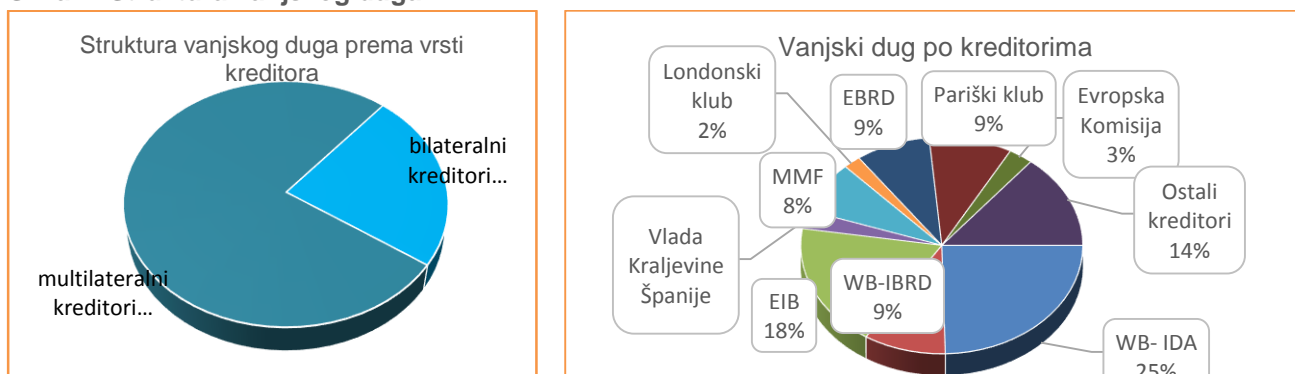 Struktura vanjskog duga prema vrsti
kreditora
bilateralni
kreditori...
multilateralni
kreditori...
Vanjski dug po kreditorima
Londonski
klub
2%
EBRD
9%
Pariški klub
9%
Evropska
Komisija
3%
MMF
8%
Ostali
kreditori
14%
Vlada
Kraljevine
Španije
EIB
18%
WB-IBRD
9%
WB- IDA
25%